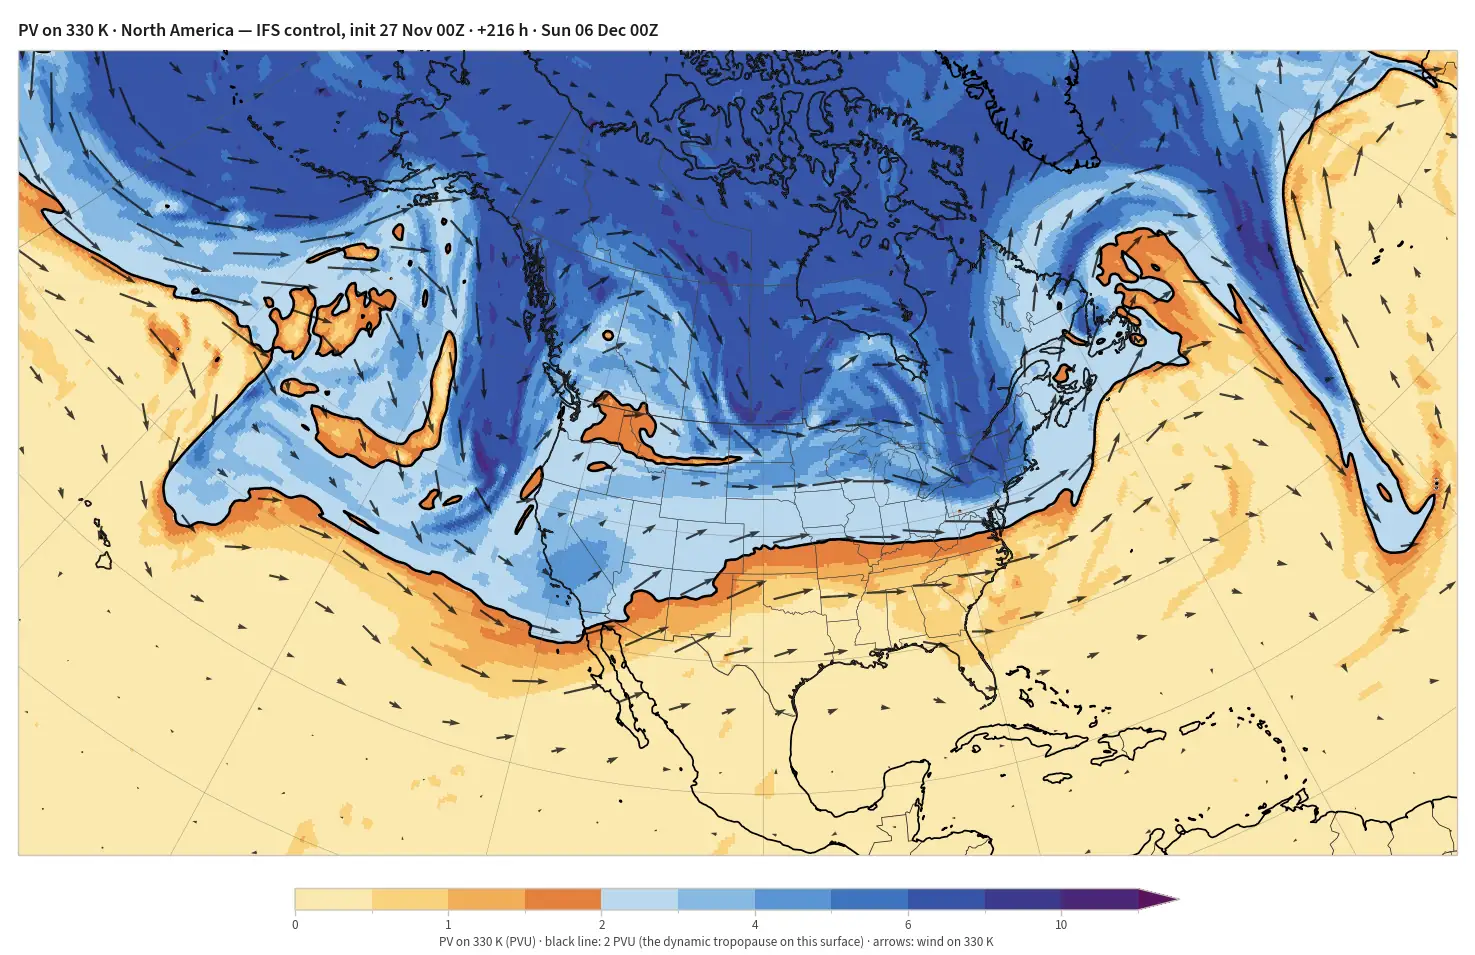 PV on 330 K · North America — IFS control, init 27 Nov 00Z · +216 h · Sun 06 Dec 00Z
0 1 2 4 6 10
PV on 330 K (PVU) · black line: 2 PVU (the dynamic tropopause on this surface) · arrows: wind on 330 K